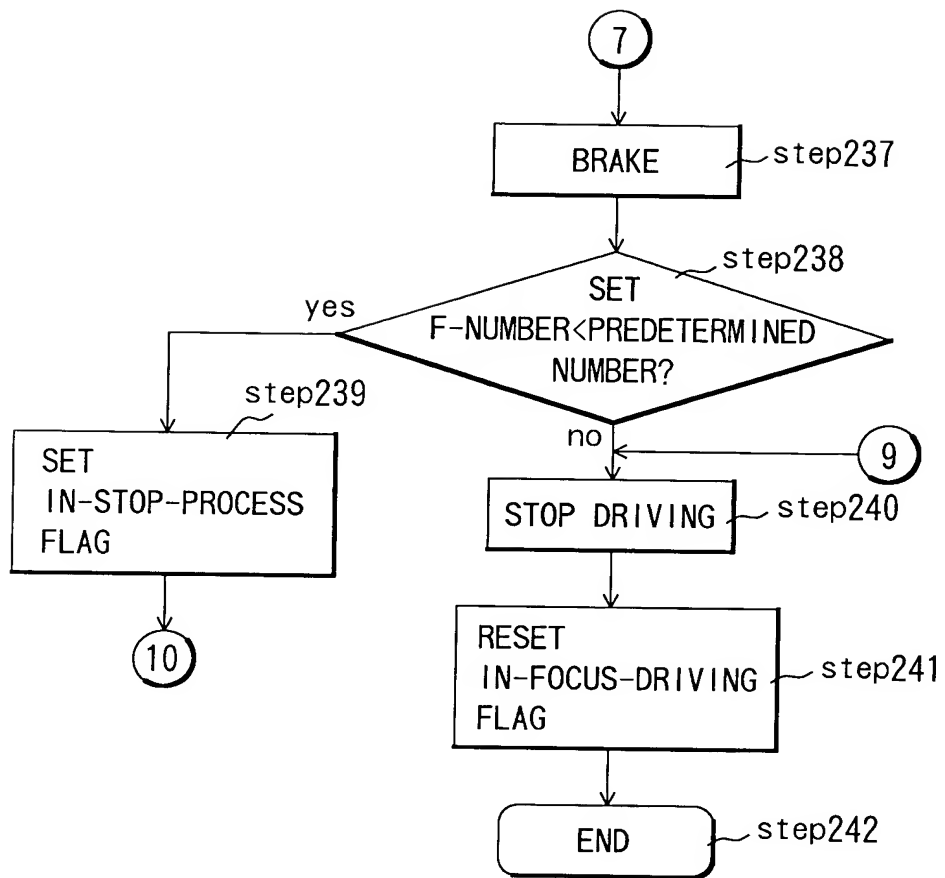 7
BRAKE
step237
step238
SET
F-NUMBER<PREDETERMINED
NUMBER?
yes
step239
SET
IN-STOP-PROCESS
FLAG
10
no
9
STOP DRIVING
step240
RESET
IN-FOCUS-DRIVING
FLAG
step241
END
step242